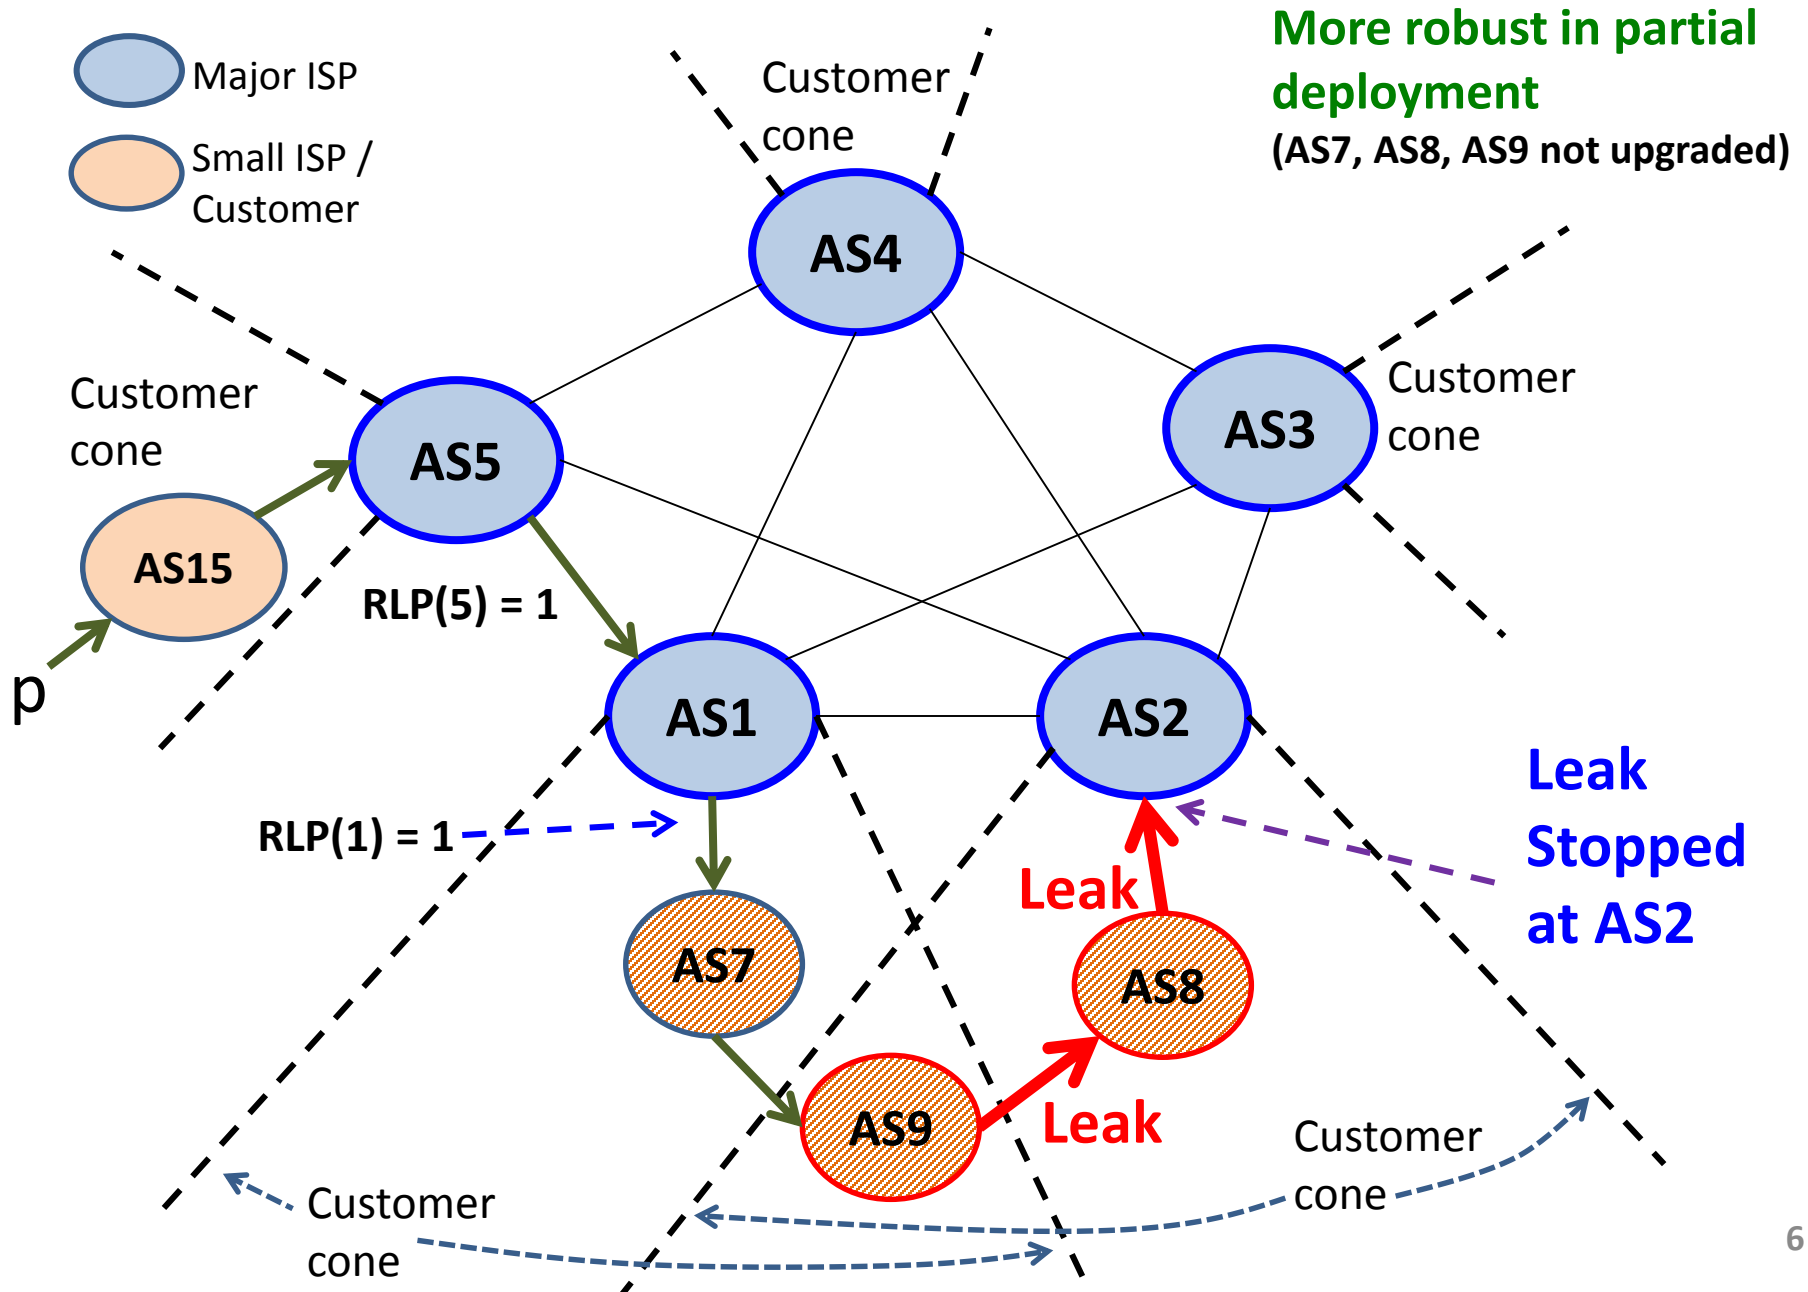 More robust in partial
deployment
(AS7, AS8, AS9 not upgraded)
Major ISP
Small ISP /
Customer
Customer
cone
AS4
Customer
cone
AS3
Customer
cone
AS5
AS15
RLP(5) = 1
p
AS1
AS2
Leak
Stopped
at AS2
RLP(1) = 1
Leak
AS7
AS8
AS9
Leak
Customer
cone
Customer
cone
6